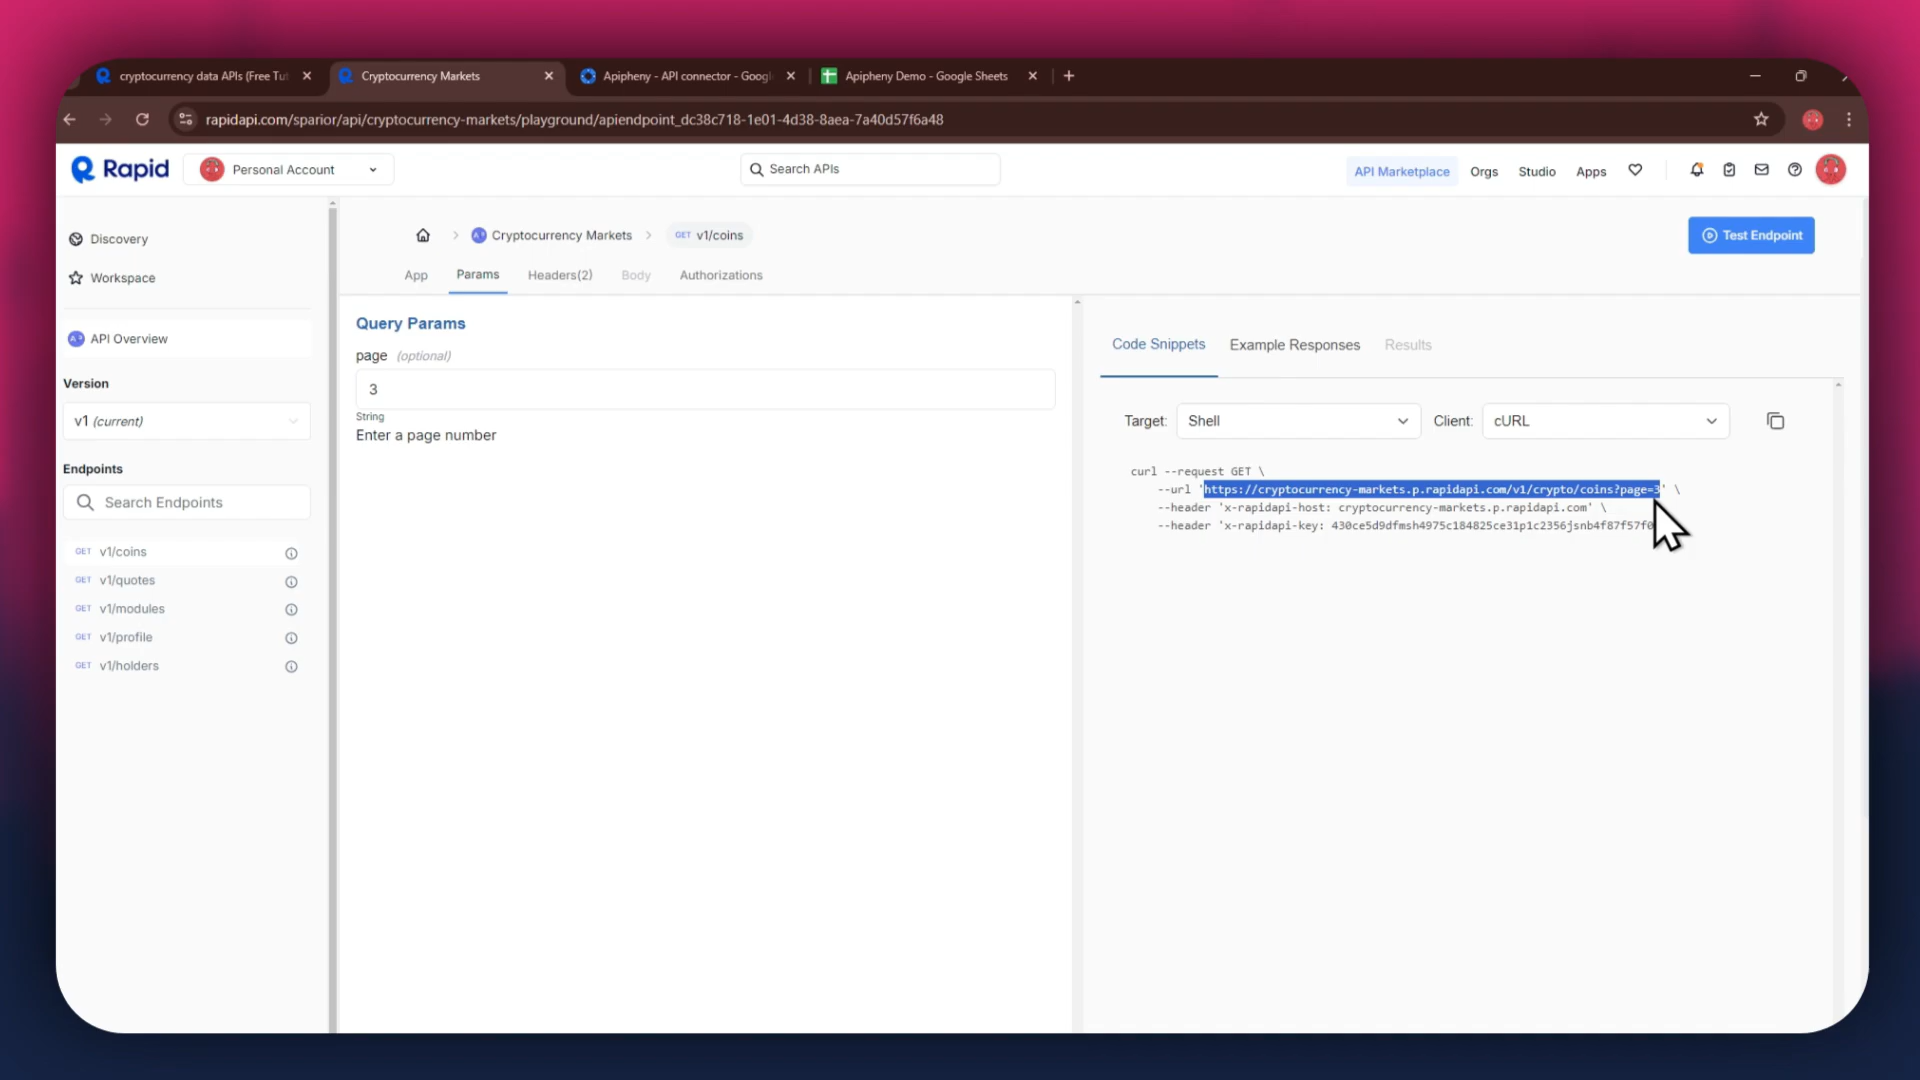 cryptocurrency data APIs (Free Tut
Cryptocurrency Markets
Apipheny - API connector - Googl
Apipheny Demo - Google Sheets
rapidapi.com/sparior/api/cryptocurrency-markets/playground/apiendpoint_dc38c718-1e01-4d38-8aea-7a40d57f6a48
Rapid
Personal Account
Search APIs
API Marketplace
Orgs
Studio
Apps
Discovery
Workspace
API Overview
Version
v1 (current)
Endpoints
Search Endpoints
GET v1/coins
GET v1/quotes
GET v1/modules
GET v1/profile
GET v1/holders
Cryptocurrency Markets
GET v1/coins
Test Endpoint
App
Params
Headers(2)
Body
Authorizations
Query Params
page (optional)
3
String
Enter a page number
Code Snippets
Example Responses
Results
Target: Shell
Client: cURL
curl --request GET \
--url 'https://cryptocurrency-markets.p.rapidapi.com/v1/crypto/coins?page=3' \
--header 'x-rapidapi-host: cryptocurrency-markets.p.rapidapi.com' \
--header 'x-rapidapi-key: 430ce5d9dfmsh4975c184825ce31p1c2356jsnb4f87f57f0